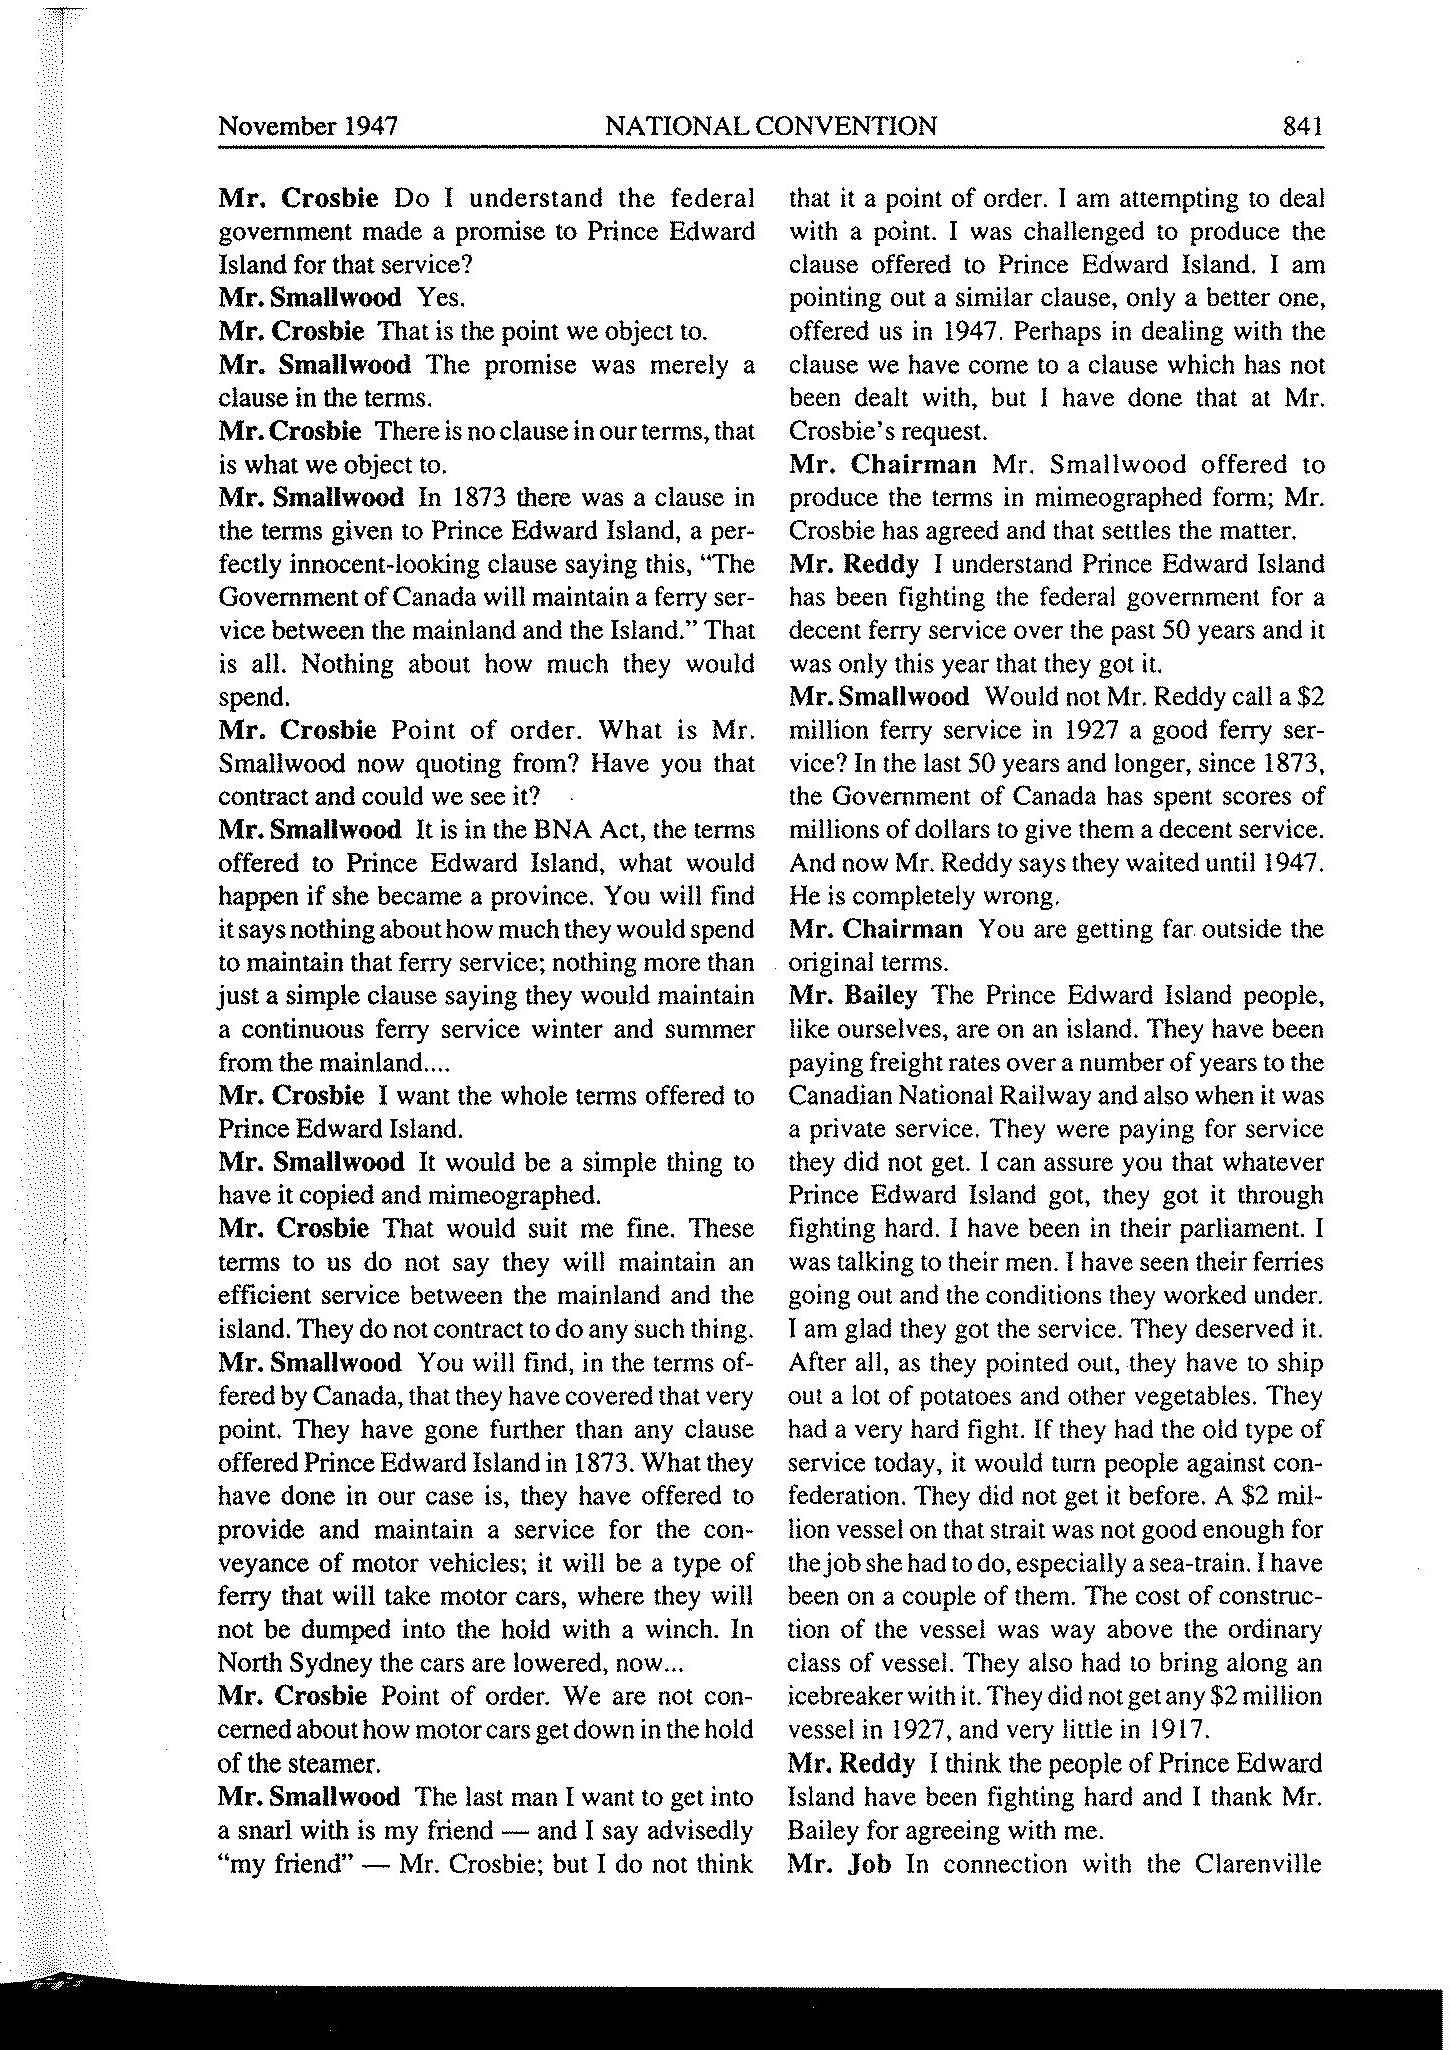 November 1947 NATIONAL CONVENTION 841
Mr. Crosbie Do I understand the federal
government made a promise to Prince Edward
Island for that service?
Mr. Smallwood Yes.
Mr. Crosbie That is the point we object to.
Mr. Smallwood The promise was merely a
clause in the terms.
Mr. Crosbie There is no clause in our terms, that
is what we object to.
Mr. Smallwood In 1873 there was a clause in
the terms given to Prince Edward Island, a per-
fectly innocent-looking clause saying this, "The
Government of Canada will maintain a ferry ser-
vice between the mainland and the Island." That
is all. Nothing about how much they would
spend.
Mr. Crosbie Point of order. What is Mr.
Smallwood now quoting from? Have you that
contract and could we see it?
Mr. Smallwood It is in the BNA Act, the terms
offered to Prince Edward Island, what would
happen if she became a province. You will find
it says nothing about how much they would spend
to maintain that ferry service; nothing more than
just a simple clause saying they would maintain
a continuous ferry service winter and summer
from the mainland....
Mr. Crosbie I want the whole terms offered to
Prince Edward Island.
Mr. Smallwood It would be a simple thing to
have it copied and mimeographed.
Mr. Crosbie That would suit me fine. These
terms to us do not say they will maintain an
efficient service between the mainland and the
island. They do not contract to do any such thing.
Mr. Smallwood You will find, in the terms of-
fered by Canada, that they have covered that very
point. They have gone further than any clause
offered Prince Edward Island in 1873. What they
have done in our case is, they have offered to
provide and maintain a service for the con-
veyance of motor vehicles; it will be a type of
ferry that will take motor cars, where they will
not be dumped into the hold with a winch. In
North Sydney the cars are lowered, now...
Mr. Crosbie Point of order. We are not con-
cerned about how motor cars get down in the hold
of the steamer.
Mr. Smallwood The last man I want to get into
a snarl with is my friend — and I say advisedly
"my friend" — Mr. Crosbie; but I do not think
that it a point of order. I am attempting to deal
with a point. I was challenged to produce the
clause offered to Prince Edward Island. I am
pointing out a similar clause, only a better one,
offered us in 1947. Perhaps in dealing with the
clause we have come to a clause which has not
been dealt with, but I have done that at Mr.
Crosbie's request.
Mr. Chairman Mr. Smallwood offered to
produce the terms in mimeographed form; Mr.
Crosbie has agreed and that settles the matter.
Mr. Reddy I understand Prince Edward Island
has been fighting the federal government for a
decent ferry service over the past 50 years and it
was only this year that they got it.
Mr. Smallwood Would not Mr. Reddy call a $2
million ferry service in 1927 a good ferry ser-
vice? In the last 50 years and longer, since 1873,
the Government of Canada has spent scores of
millions of dollars to give them a decent service.
And now Mr. Reddy says they waited until 1947.
He is completely wrong.
Mr. Chairman You are getting far outside the
original terms.
Mr. Bailey The Prince Edward Island people,
like ourselves, are on an island. They have been
paying freight rates over a number of years to the
Canadian National Railway and also when it was
a private service. They were paying for service
they did not get. I can assure you that whatever
Prince Edward Island got, they got it through
fighting hard. I have been in their parliament. I
was talking to their men. I have seen their ferries
going out and the conditions they worked under.
I am glad they got the service. They deserved it.
After all, as they pointed out, they have to ship
out a lot of potatoes and other vegetables. They
had a very hard fight. If they had the old type of
service today, it would turn people against con-
federation. They did not get it before. A $2 mil-
lion vessel on that strait was not good enough for
the job she had to do, especially a sea-train. I have
been on a couple of them. The cost of construc-
tion of the vessel was way above the ordinary
class of vessel. They also had to bring along an
icebreaker with it. They did not get any $2 million
vessel in 1927, and very little in 1917.
Mr. Reddy I think the people of Prince Edward
Island have been fighting hard and I thank Mr.
Bailey for agreeing with me.
Mr. Job In connection with the Clarenville